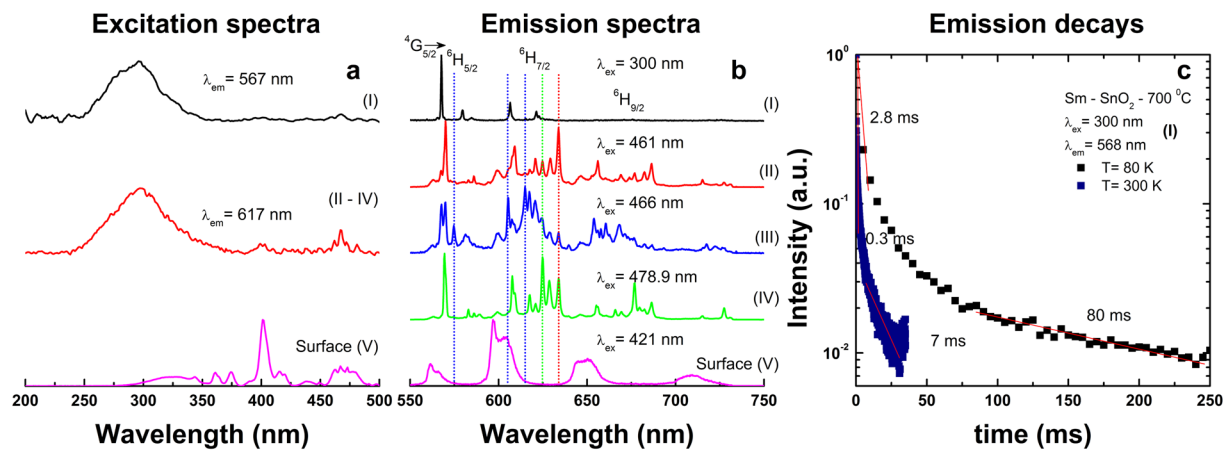 Excitation spectra
a
λem= 567 nm
(I)
(II - IV)
λem= 617 nm
Surface (V)
200 250 300 350 400 450 500
Wavelength (nm)
Emission spectra
4G5/2→
6H5/2
6H7/2
6H9/2
b
λex= 300 nm
(I)
λex= 461 nm
(II)
λex= 466 nm
(III)
λex= 478.9 nm
(IV)
λex= 421 nm
Surface (V)
550 600 650 700 750
Wavelength (nm)
Emission decays
c
Intensity (a.u.)
10^0
10^-1
10^-2
Sm - SnO2 - 700 ⁰C
λex= 300 nm
(I)
λem= 568 nm
T= 80 K
T= 300 K
2.8 ms
0.3 ms
7 ms
80 ms
0 50 100 150 200 250
time (ms)